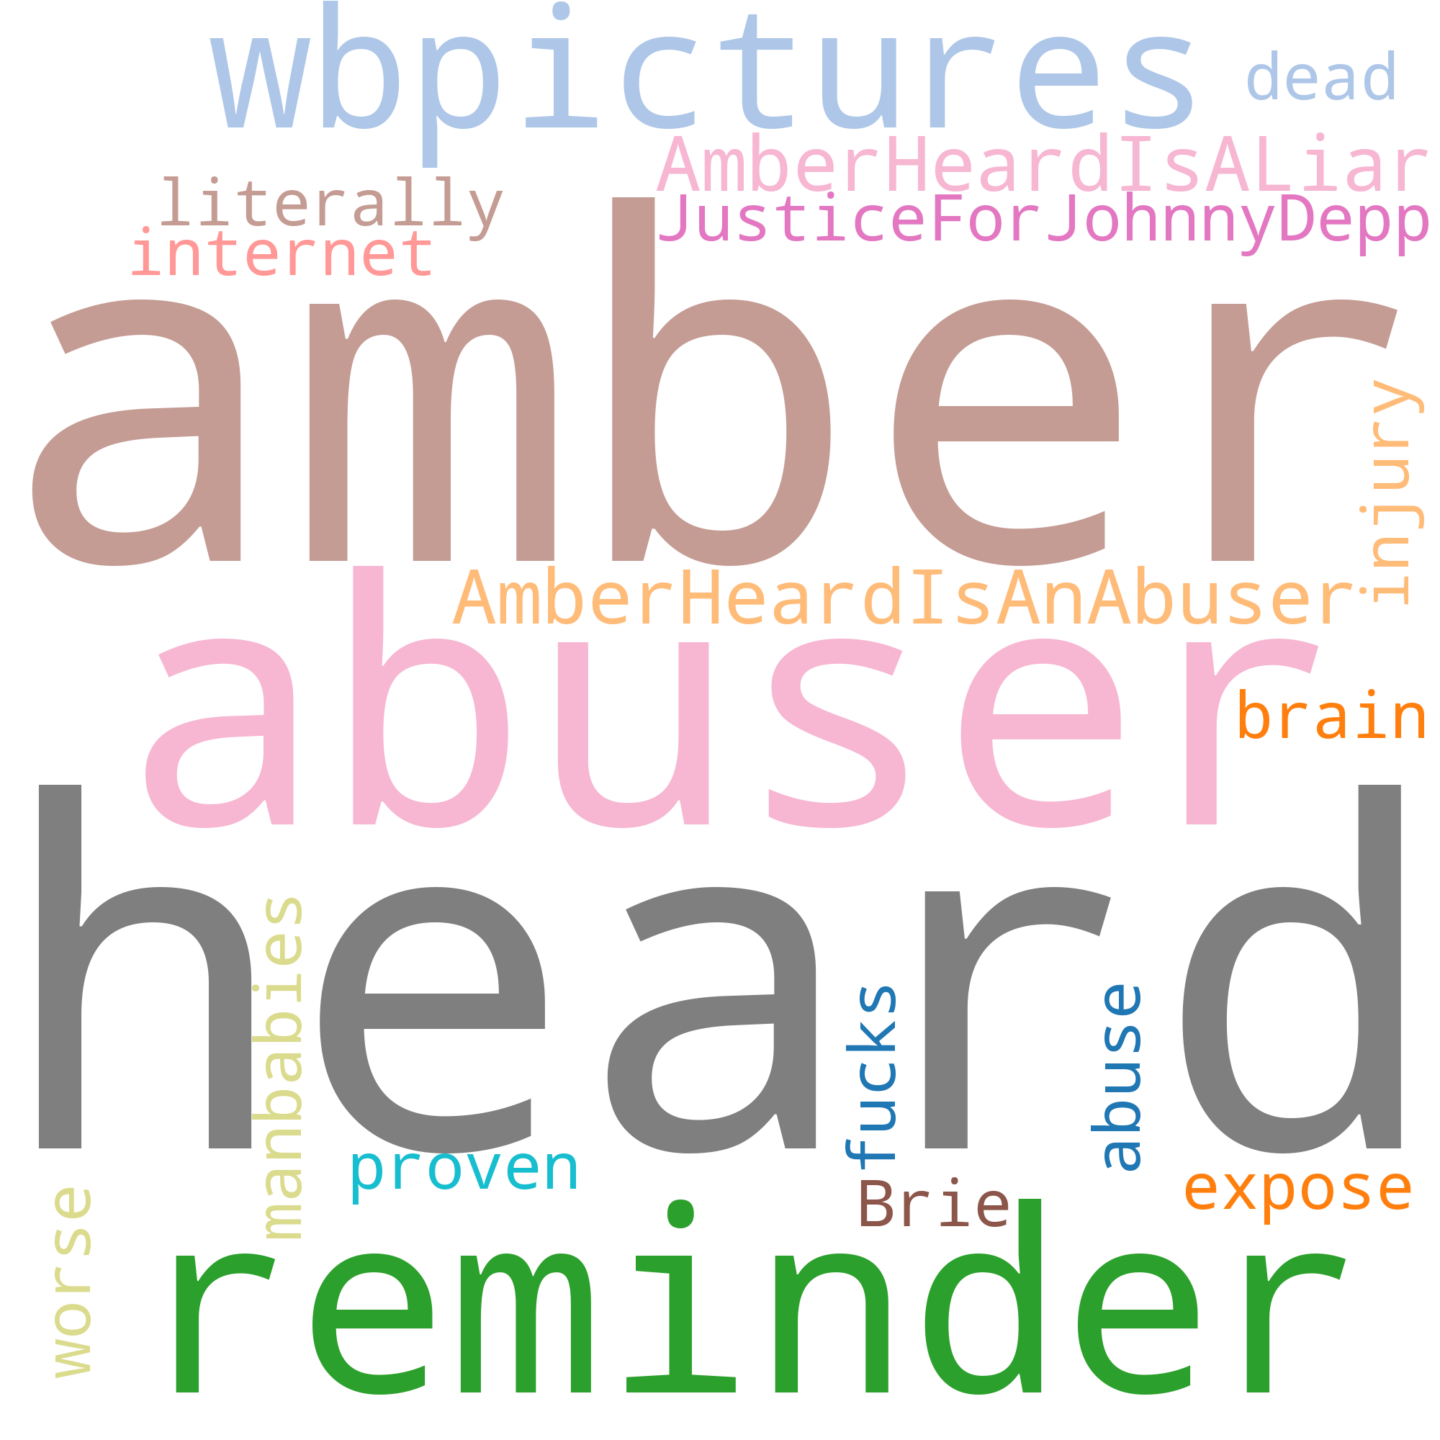 wbpictures
dead
AmberHeardIsALiar
literally
JusticeForJohnnyDepp
internet
amber
injury
AmberHeardIsAnAbuser
abuser
brain
heard
manbabies
fucks
abuse
proven
Brie
expose
worse
reminder